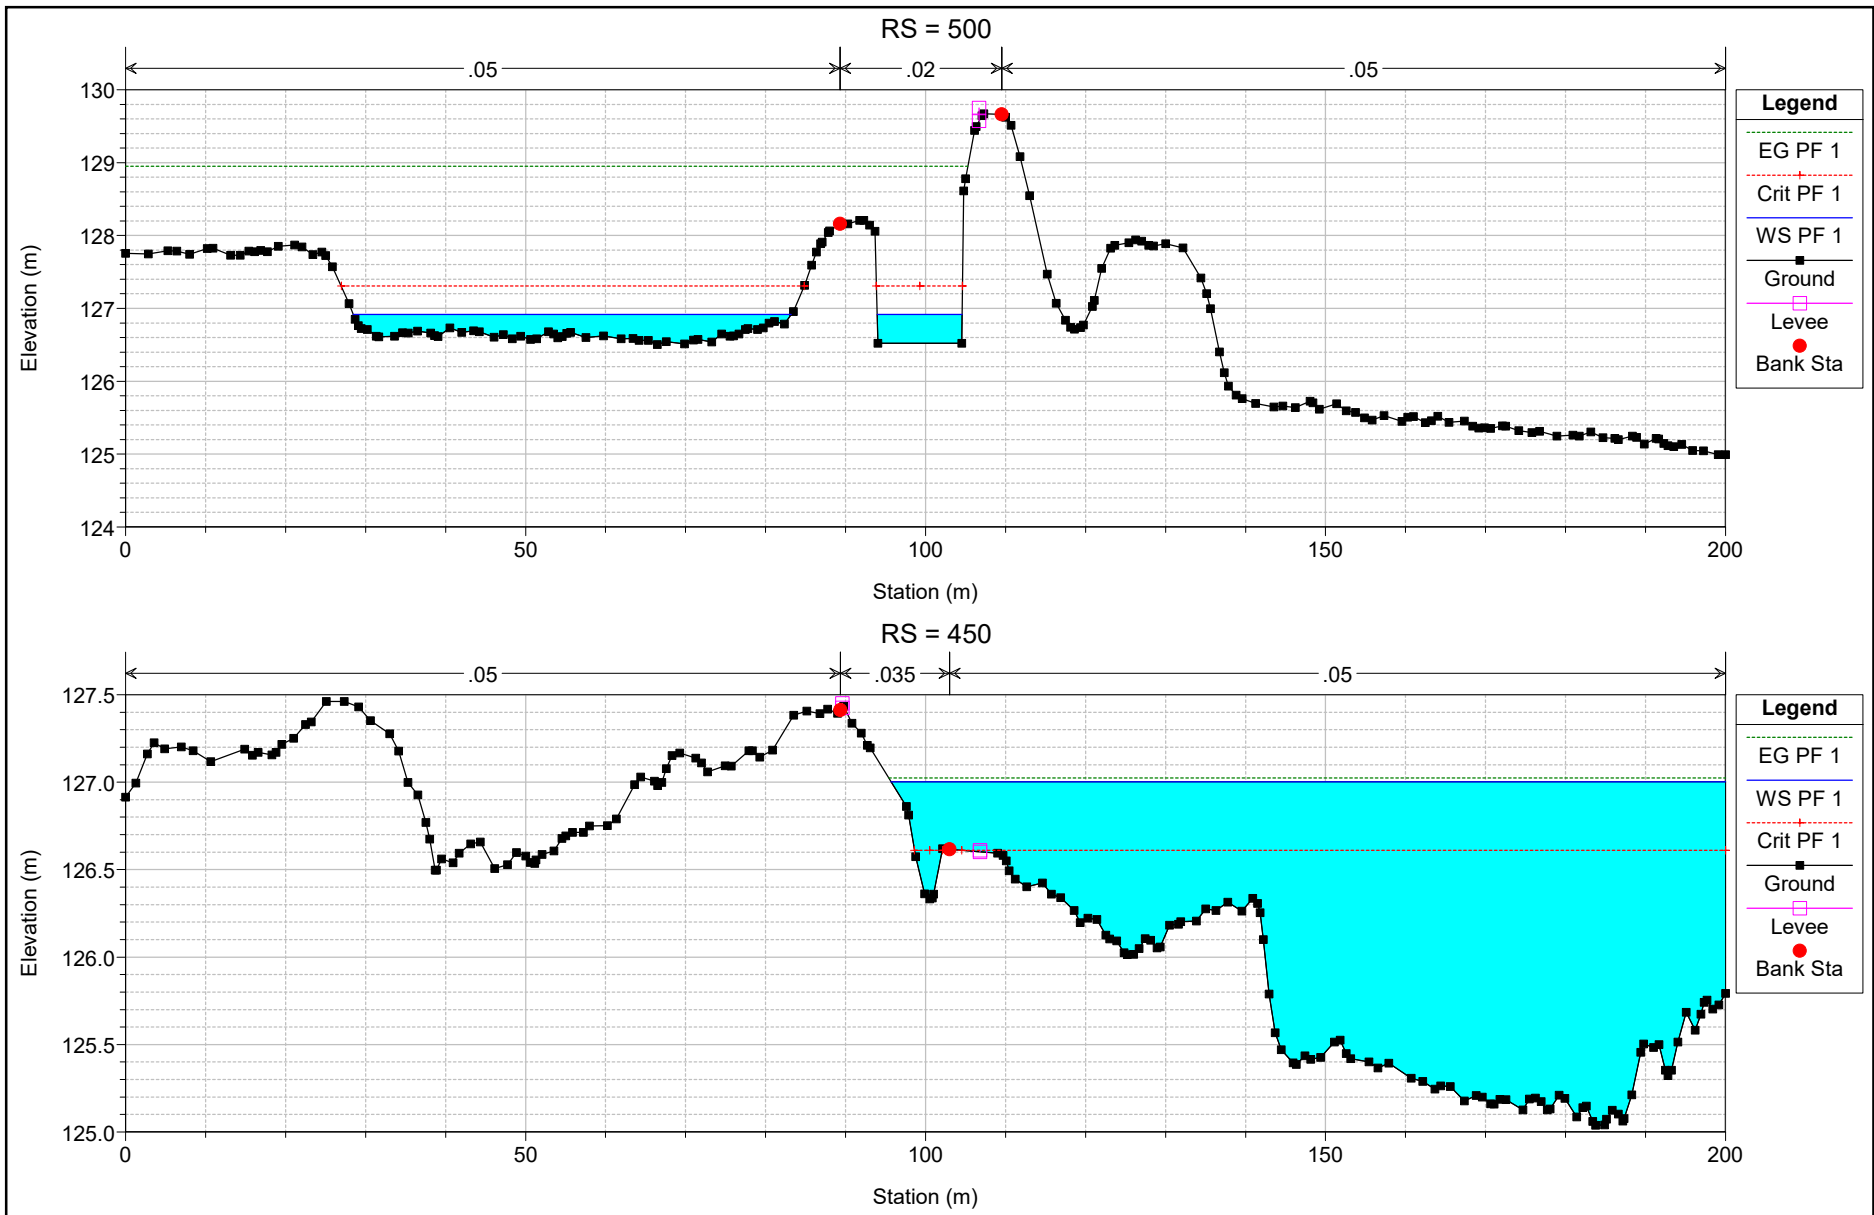 RS = 500
.05 .02 .05
130
129
128
127
126
125
124
Elevation (m)
0 50 100 150 200
Station (m)
Legend
EG PF 1
Crit PF 1
WS PF 1
Ground
Levee
Bank Sta
RS = 450
.05 .035 .05
127.5
127.0
126.5
126.0
125.5
125.0
Elevation (m)
0 50 100 150 200
Station (m)
Legend
EG PF 1
WS PF 1
Crit PF 1
Ground
Levee
Bank Sta